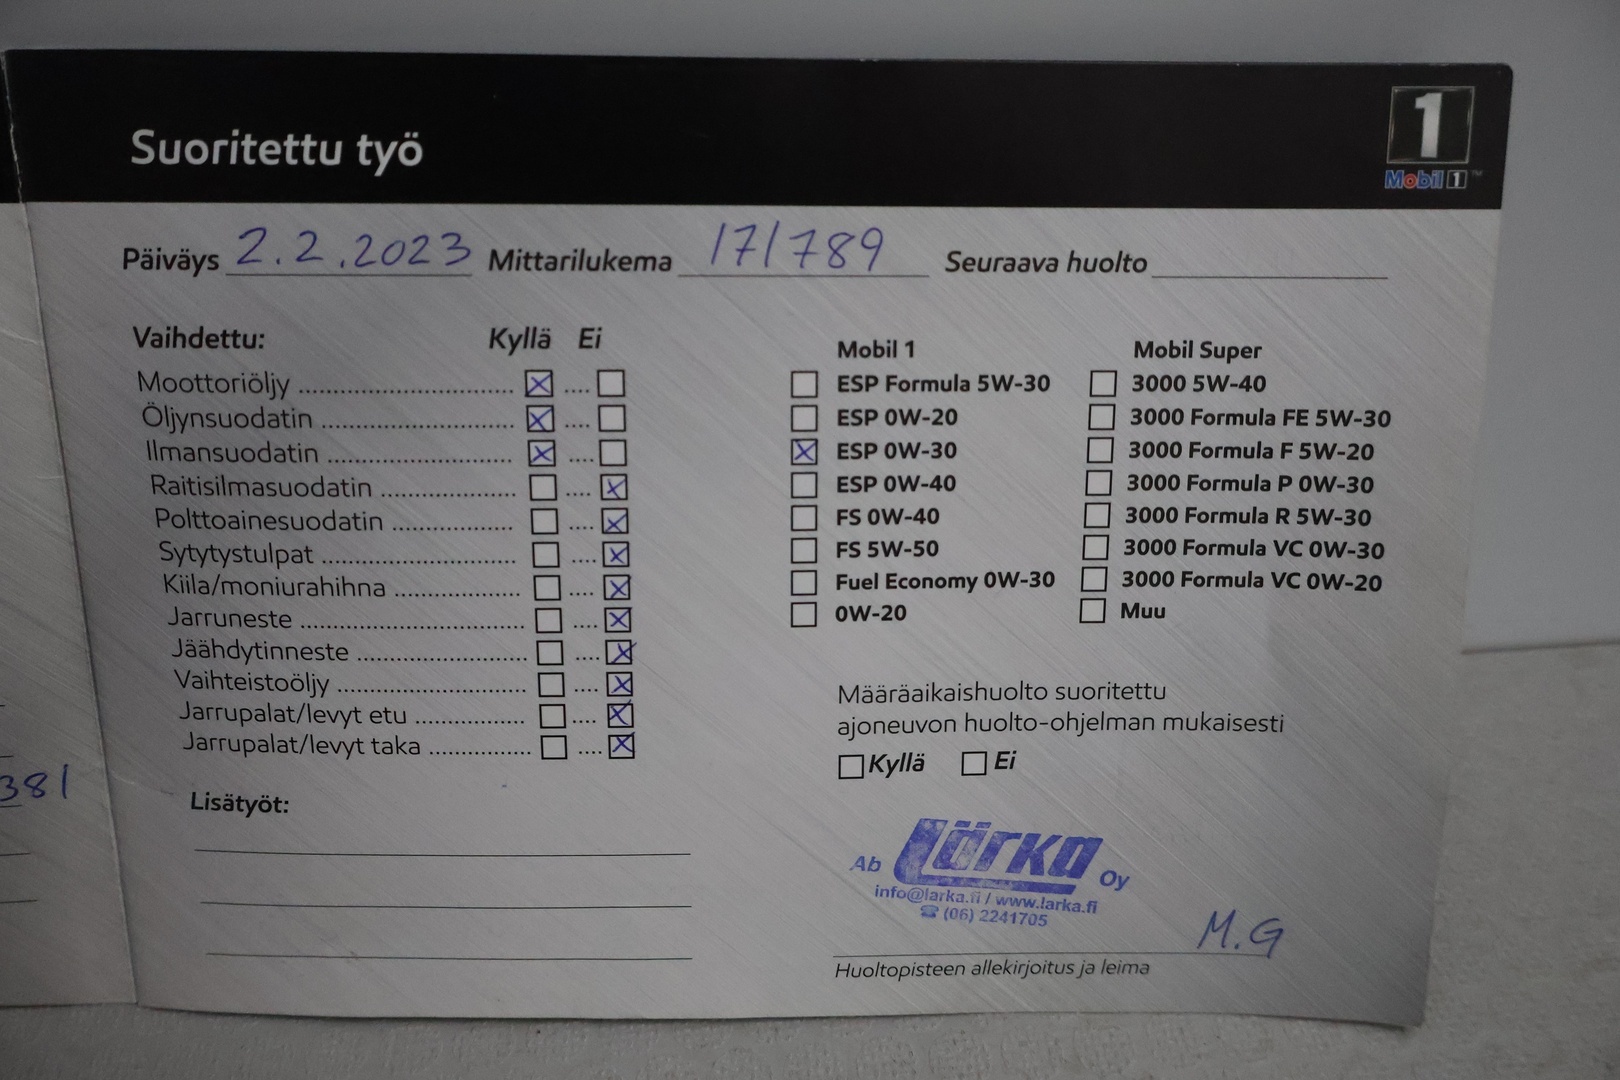 Suoritettu työ
1
Mobil 1™
Päiväys 2.2.2023 Mittarilukema 171789 Seuraava huolto
Vaihdettu: Kyllä Ei
Moottoriöljy
Öljynsuodatin
Ilmansuodatin
Raitisilmasuodatin
Polttoainesuodatin
Sytytystulpat
Kiila/moniurahihna
Jarruneste
Jäähdytinneste
Vaihteistoöljy
Jarrupalat/levyt etu
Jarrupalat/levyt taka
Lisätyöt:
Mobil 1
ESP Formula 5W-30
ESP 0W-20
ESP 0W-30
ESP 0W-40
FS 0W-40
FS 5W-50
Fuel Economy 0W-30
0W-20
Mobil Super
3000 5W-40
3000 Formula FE 5W-30
3000 Formula F 5W-20
3000 Formula P 0W-30
3000 Formula R 5W-30
3000 Formula VC 0W-30
3000 Formula VC 0W-20
Muu
Määräaikaishuolto suoritettu
ajoneuvon huolto-ohjelman mukaisesti
Kyllä Ei
Ab Lärka Oy
info@larka.fi / www.larka.fi
☎ (06) 2241705
M.G
Huoltopisteen allekirjoitus ja leima
381